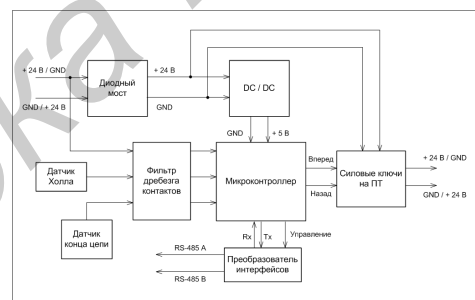 + 24 В / GND
GND / + 24 В
Диодный
мост
+ 24 В
GND
DC / DC
GND
+ 5 В
Датчик
Холла
Датчик
конца цепи
Фильтр
дребезга
контактов
Микроконтроллер
Вперед
Назад
Силовые ключи
на ПТ
+ 24 В / GND
GND / + 24 В
Rx
Tx
Управление
RS-485 A
RS-485 B
Преобразователь
интерфейсов